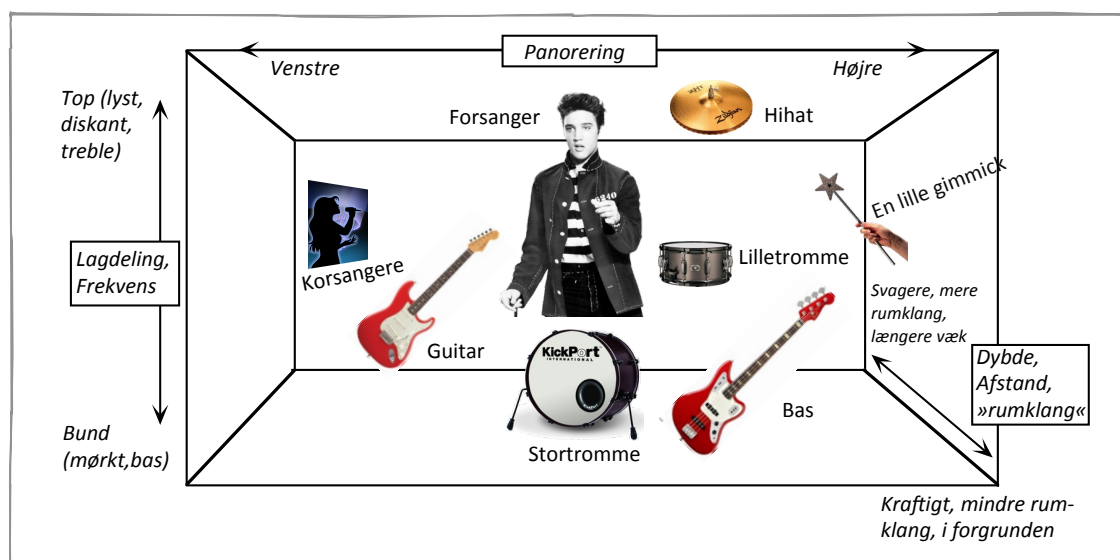 Panorering
Venstre
Højre
Top (lyst,
diskant,
treble)
Forsanger
Hihat
Zildjian
En lille gimmick
Korsangere
Lilletromme
Lagdeling,
Frekvens
Svagere, mere
rumklang,
længere væk
Guitar
KickPort
INTERNATIONAL
Dybde,
Afstand,
»rumklang«
Bas
Bund
(mørkt,bas)
Stortromme
Kraftigt, mindre rum-
klang, i forgrunden